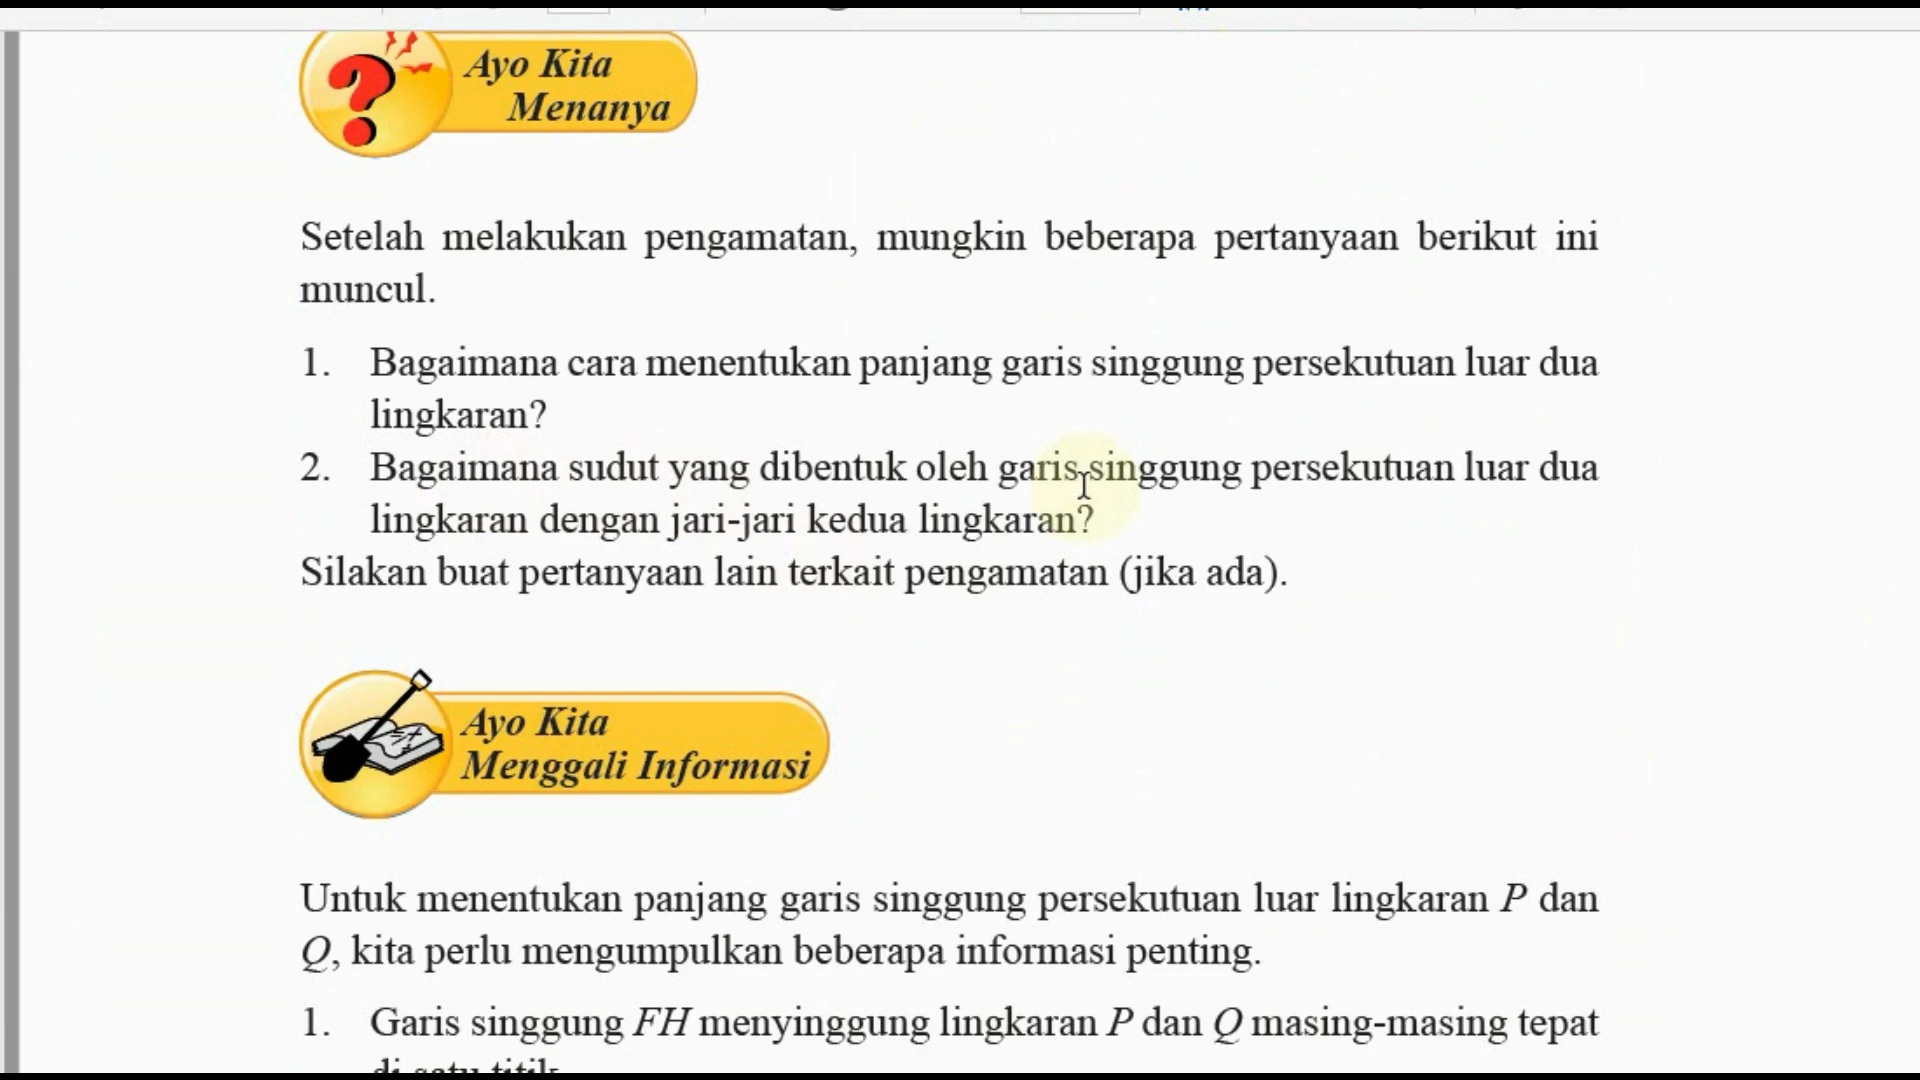 Ayo Kita
Menanya
Setelah melakukan pengamatan, mungkin beberapa pertanyaan berikut ini
muncul.
1. Bagaimana cara menentukan panjang garis singgung persekutuan luar dua
lingkaran?
2. Bagaimana sudut yang dibentuk oleh garis singgung persekutuan luar dua
lingkaran dengan jari-jari kedua lingkaran?
Silakan buat pertanyaan lain terkait pengamatan (jika ada).
Ayo Kita
Menggali Informasi
Untuk menentukan panjang garis singgung persekutuan luar lingkaran P dan
Q, kita perlu mengumpulkan beberapa informasi penting.
1. Garis singgung FH menyinggung lingkaran P dan Q masing-masing tepat
di satu titik